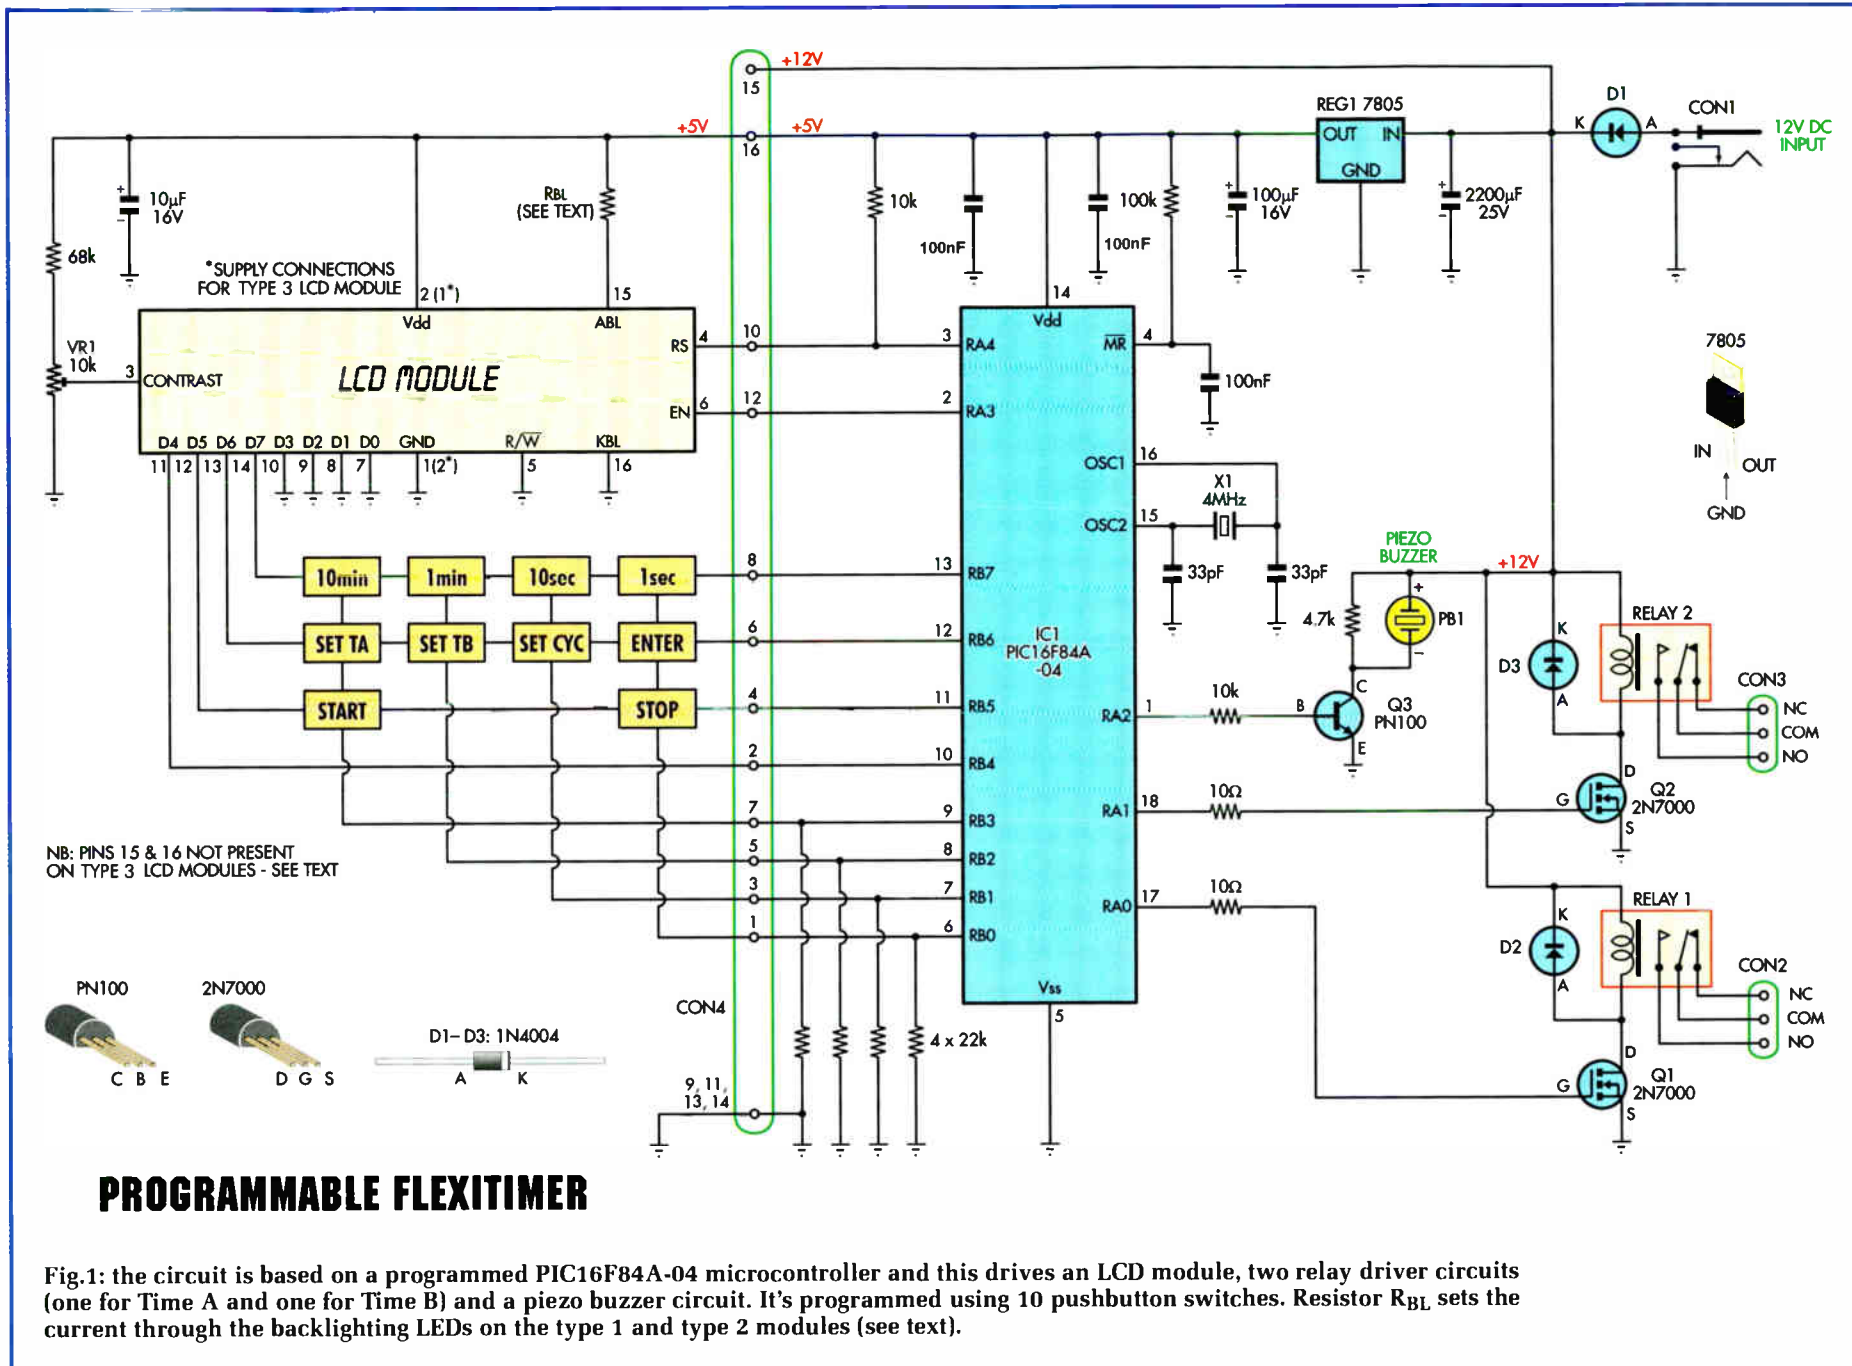 +12V
15
+5V
+5V
16
REG1 7805
OUT IN
GND
K
D1
A
CON1
12V DC
INPUT
+
10µF
16V
–
RBL
(SEE TEXT)
10k
100nF
100nF
100k
+
100µF
16V
–
+
2200µF
25V
–
68k
*SUPPLY CONNECTIONS
FOR TYPE 3 LCD MODULE
2 (1*)
15
Vdd
ABL
VR1
10k
3
CONTRAST
LCD MODULE
RS
4
10
EN
6
12
D4 D5 D6 D7 D3 D2 D1 D0 GND R/W KBL
11 12 13 14 10 9 8 7 1(2*) 5 16
14
Vdd
3
RA4
MR
4
2
RA3
100nF
OSC1
16
OSC2
15
X1
4MHz
33pF
33pF
7805
IN
OUT
GND
10min
1min
10sec
1sec
8
13
RB7
SET TA
SET TB
SET CYC
ENTER
6
12
RB6
START
STOP
4
11
RB5
2
10
RB4
7
9
RB3
5
8
RB2
3
7
RB1
1
6
RB0
IC1
PIC16F84A
-04
RA2
1
10k
RA1
18
10Ω
RA0
17
10Ω
Vss
5
PIEZO
BUZZER
+12V
4.7k
+
PB1
–
B
C
E
Q3
PN100
K
D3
A
RELAY 2
CON3
NC
COM
NO
D
G
S
Q2
2N7000
K
D2
A
RELAY 1
CON2
NC
COM
NO
D
G
S
Q1
2N7000
NB: PINS 15 & 16 NOT PRESENT
ON TYPE 3 LCD MODULES - SEE TEXT
PN100
C B E
2N7000
D G S
D1– D3: 1N4004
A
K
CON4
4 x 22k
9, 11,
13, 14
PROGRAMMABLE FLEXITIMER
Fig.1: the circuit is based on a programmed PIC16F84A-04 microcontroller and this drives an LCD module, two relay driver circuits
(one for Time A and one for Time B) and a piezo buzzer circuit. It's programmed using 10 pushbutton switches. Resistor RBL sets the
current through the backlighting LEDs on the type 1 and type 2 modules (see text).